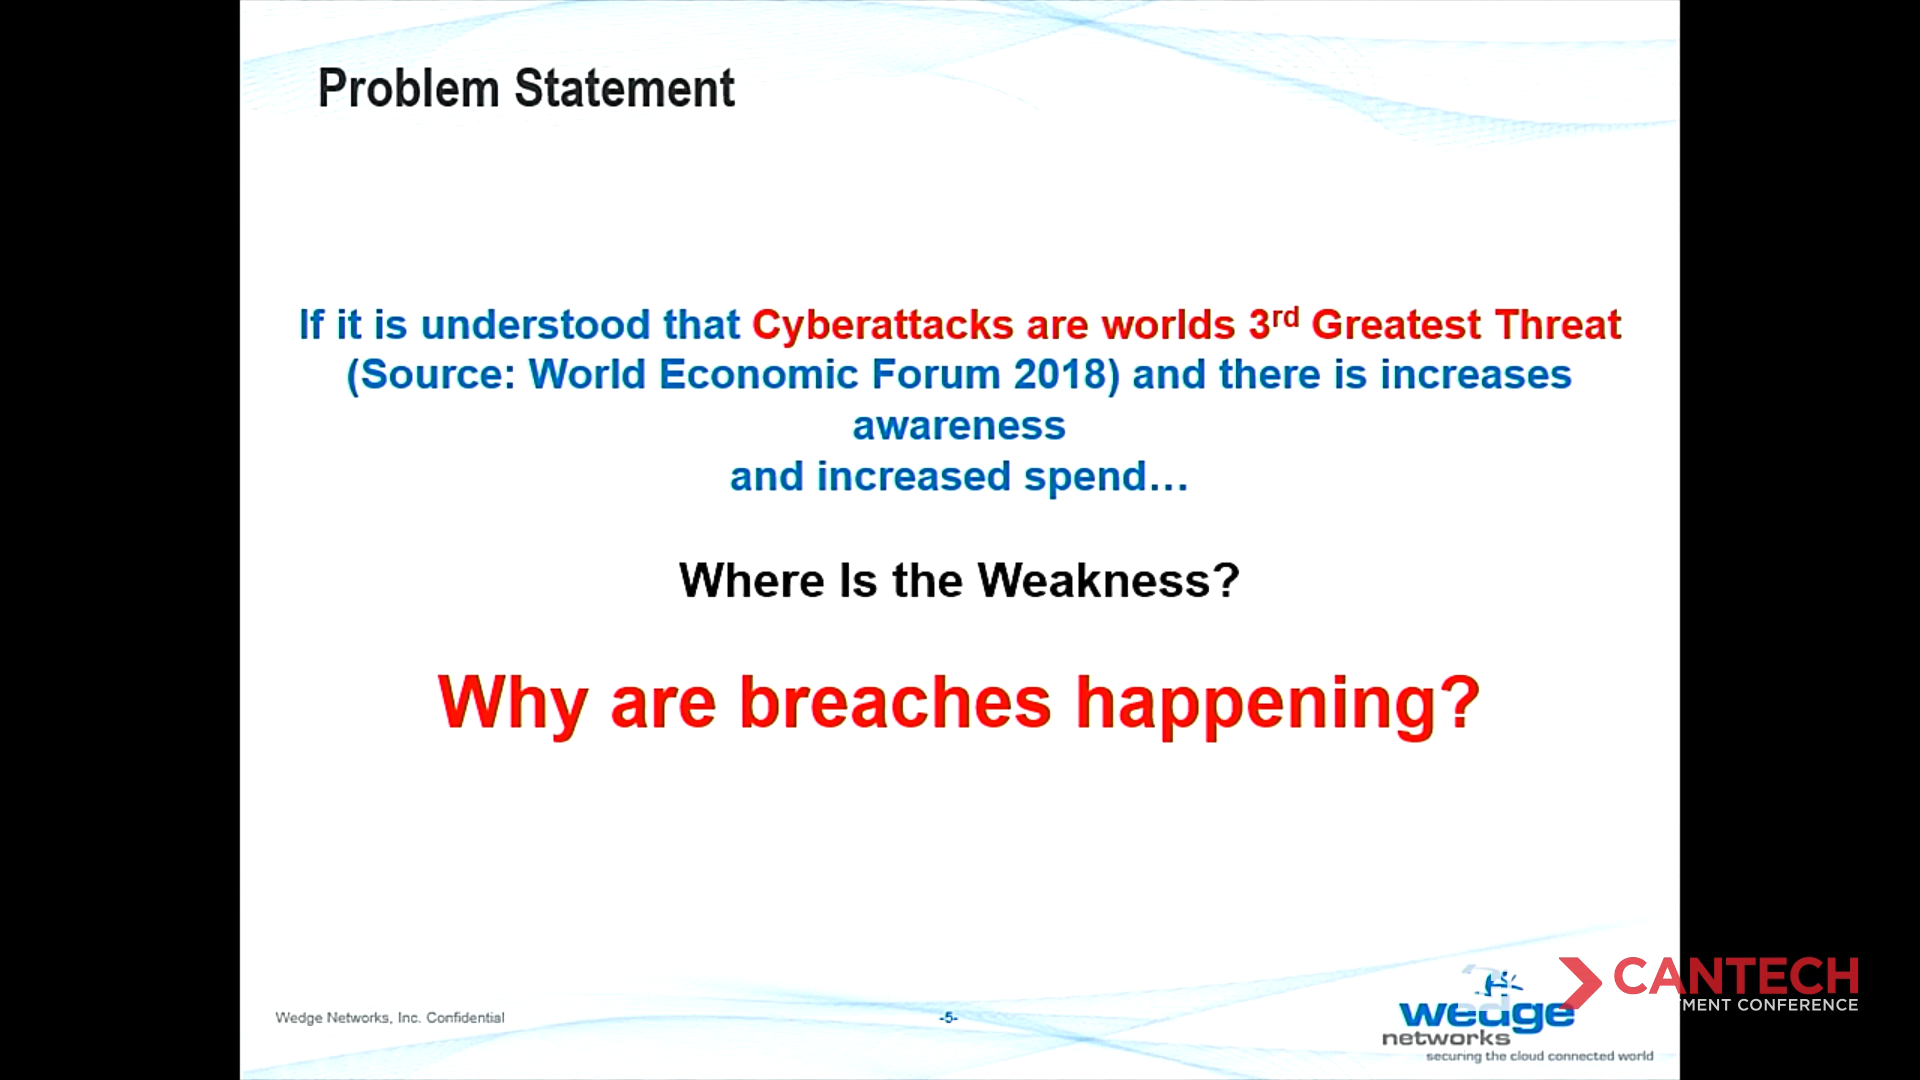 Problem Statement
If it is understood that Cyberattacks are worlds 3rd Greatest Threat
(Source: World Economic Forum 2018) and there is increases
awareness
and increased spend…
Where Is the Weakness?
Why are breaches happening?
Wedge Networks, Inc. Confidential
-5-
wedge
networks
securing the cloud connected world
CANTECH
CONFERENCE